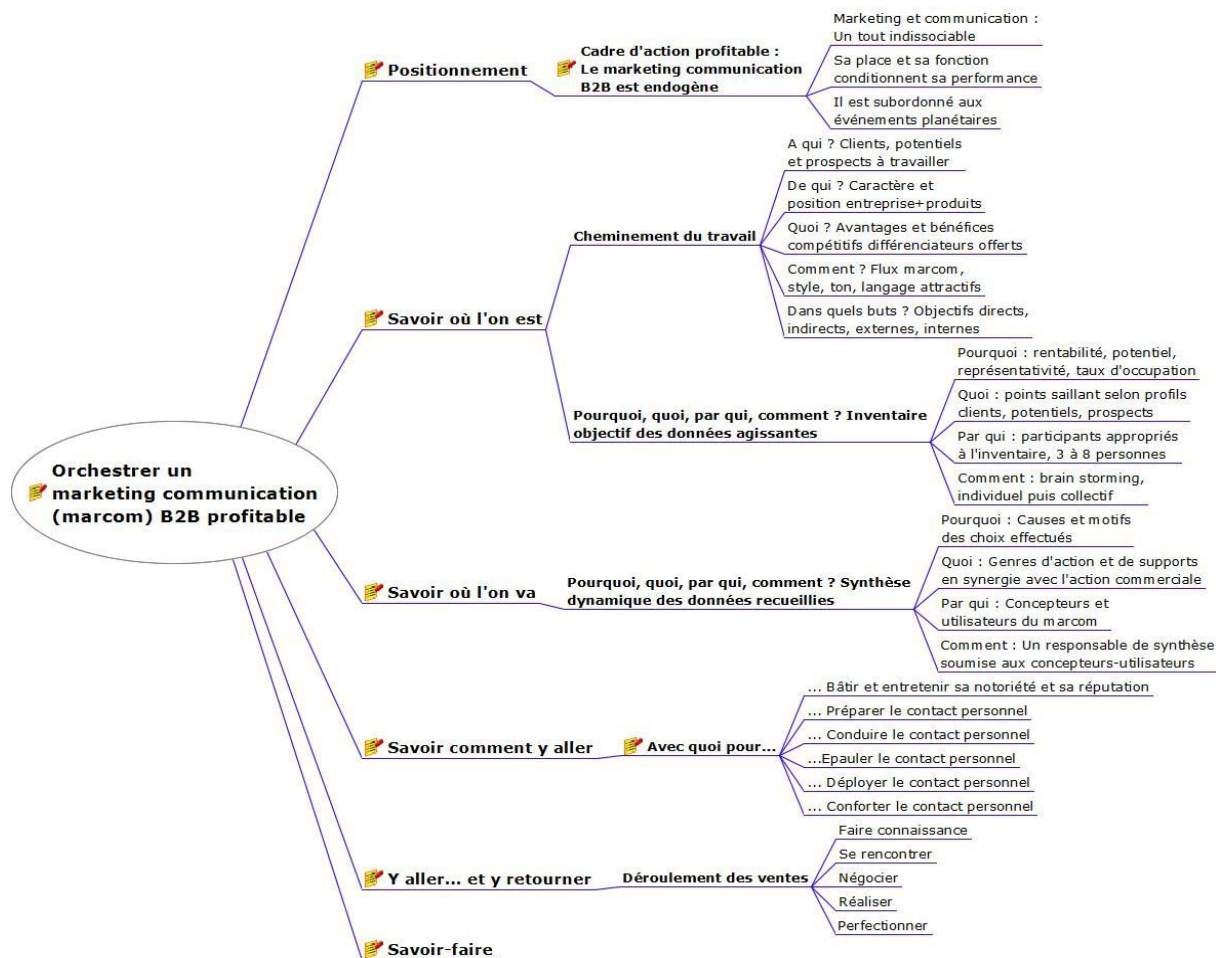 Orchestrer un
marketing communication
(marcom) B2B profitable
Positionnement
Cadre d'action profitable :
Le marketing communication
B2B est endogène
Marketing et communication :
Un tout indissociable
Sa place et sa fonction
conditionnent sa performance
Il est subordonné aux
événements planétaires
Savoir où l'on est
Cheminement du travail
A qui ? Clients, potentiels
et prospects à travailler
De qui ? Caractère et
position entreprise+produits
Quoi ? Avantages et bénéfices
compétitifs différenciateurs offerts
Comment ? Flux marcom,
style, ton, langage attractifs
Dans quels buts ? Objectifs directs,
indirects, externes, internes
Pourquoi, quoi, par qui, comment ? Inventaire
objectif des données agissantes
Pourquoi : rentabilité, potentiel,
représentativité, taux d'occupation
Quoi : points saillant selon profils
clients, potentiels, prospects
Par qui : participants appropriés
à l'inventaire, 3 à 8 personnes
Comment : brain storming,
individuel puis collectif
Savoir où l'on va
Pourquoi, quoi, par qui, comment ? Synthèse
dynamique des données recueillies
Pourquoi : Causes et motifs
des choix effectués
Quoi : Genres d'action et de supports
en synergie avec l'action commerciale
Par qui : Concepteurs et
utilisateurs du marcom
Comment : Un responsable de synthèse
soumise aux concepteurs-utilisateurs
Savoir comment y aller
Avec quoi pour...
... Bâtir et entretenir sa notoriété et sa réputation
... Préparer le contact personnel
... Conduire le contact personnel
...Epauler le contact personnel
... Déployer le contact personnel
... Conforter le contact personnel
Y aller... et y retourner
Déroulement des ventes
Faire connaissance
Se rencontrer
Négocier
Réaliser
Perfectionner
Savoir-faire